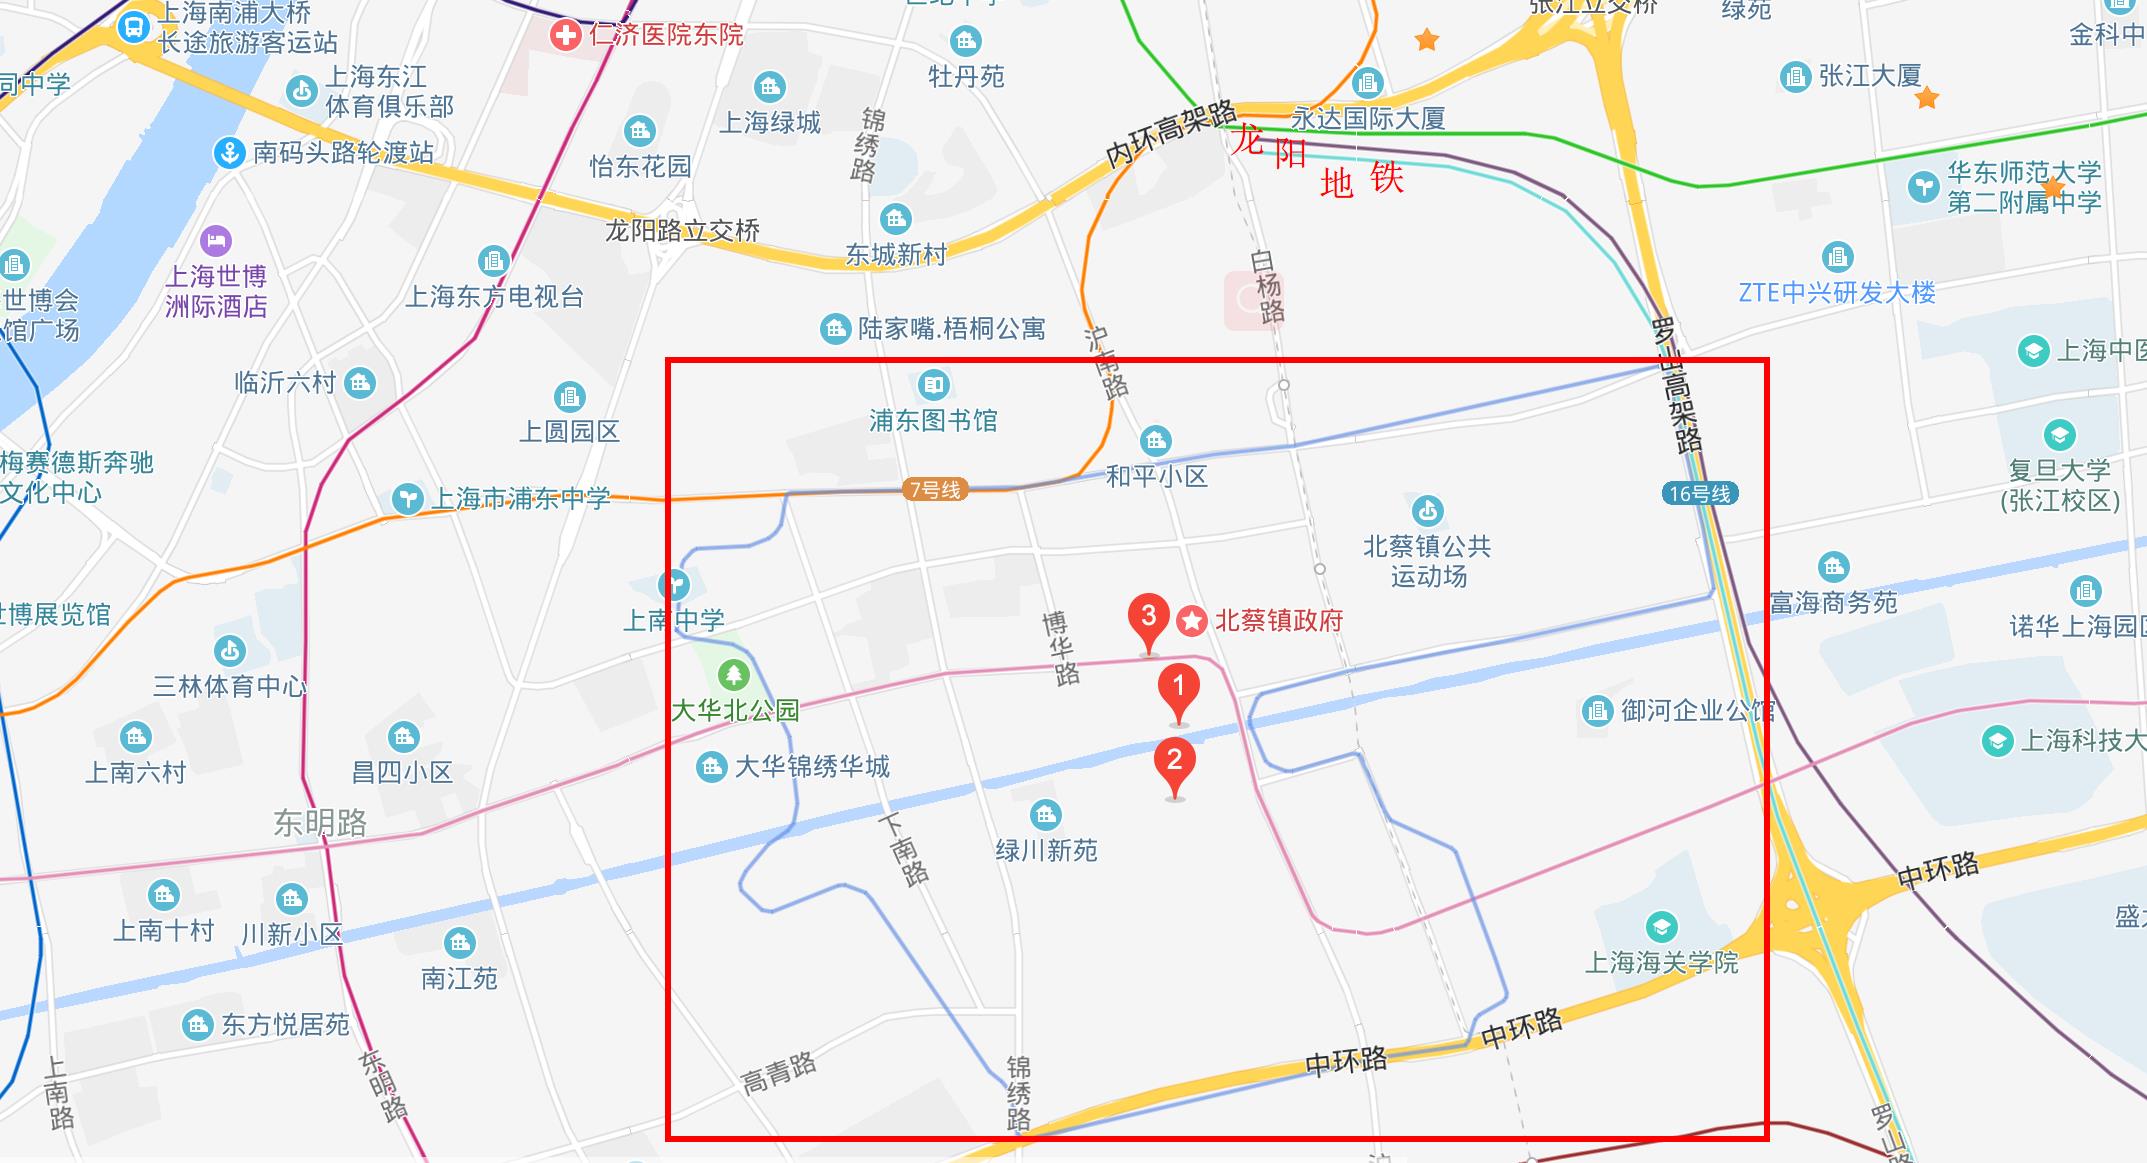 上海南浦大桥
长途旅游客运站
仁济医院东院
牡丹苑
张江立交桥
绿苑
金科中
同中学
上海东江
体育俱乐部
上海绿城
锦绣路
内环高架路
永达国际大厦
张江大厦
南码头路轮渡站
怡东花园
龙阳地铁
华东师范大学
第二附属中学
龙阳路立交桥
东城新村
白杨路
上海世博
洲际酒店
上海东方电视台
世博会
馆广场
陆家嘴.梧桐公寓
沪南路
ZTE中兴研发大楼
罗山高架路
上海中医
临沂六村
上圆园区
浦东图书馆
和平小区
梅赛德斯奔驰
文化中心
上海市浦东中学
7号线
16号线
复旦大学
(张江校区)
北蔡镇公共
运动场
世博展览馆
上南中学
博华路
3
北蔡镇政府
富海商务苑
诺华上海园区
三林体育中心
大华北公园
1
御河企业公馆
上海科技大
上南六村
昌四小区
大华锦绣华城
2
东明路
下南路
绿川新苑
中环路
上南十村
川新小区
南江苑
上海海关学院
盛大
东方悦居苑
中环路
中环路
上南路
东明路
高青路
锦绣路
罗山路